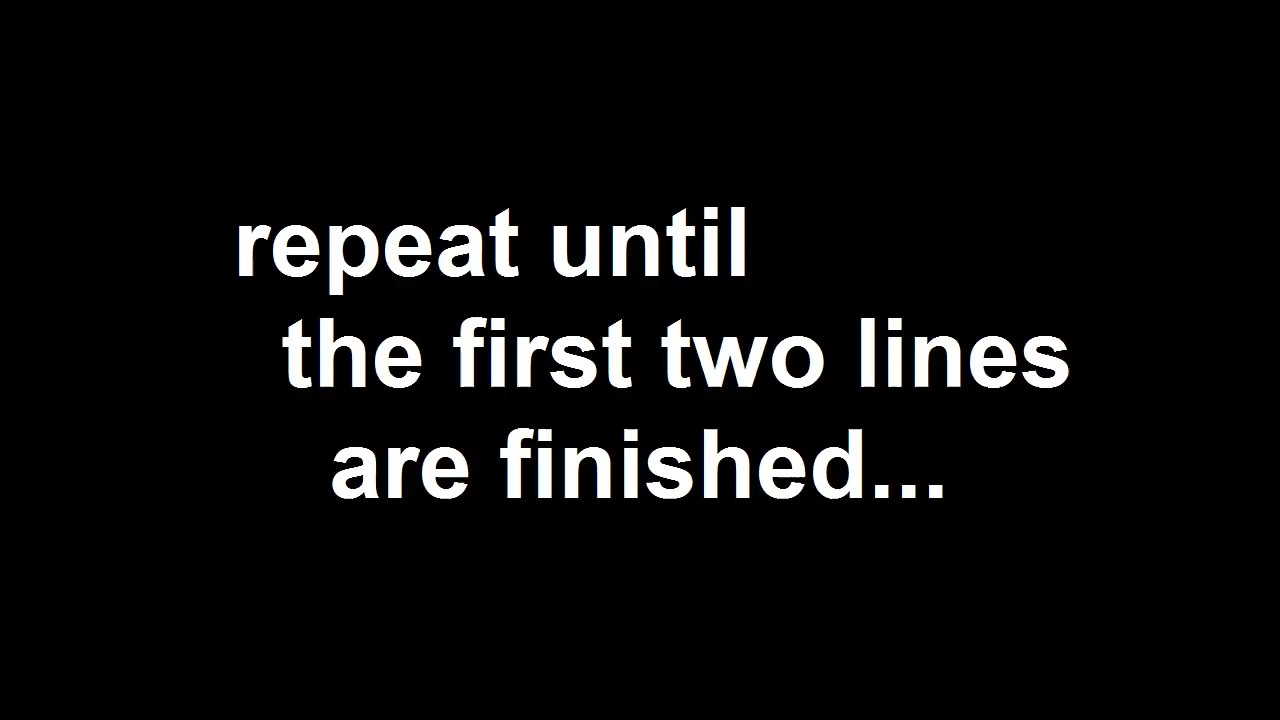 repeat until
the first two lines
are finished...